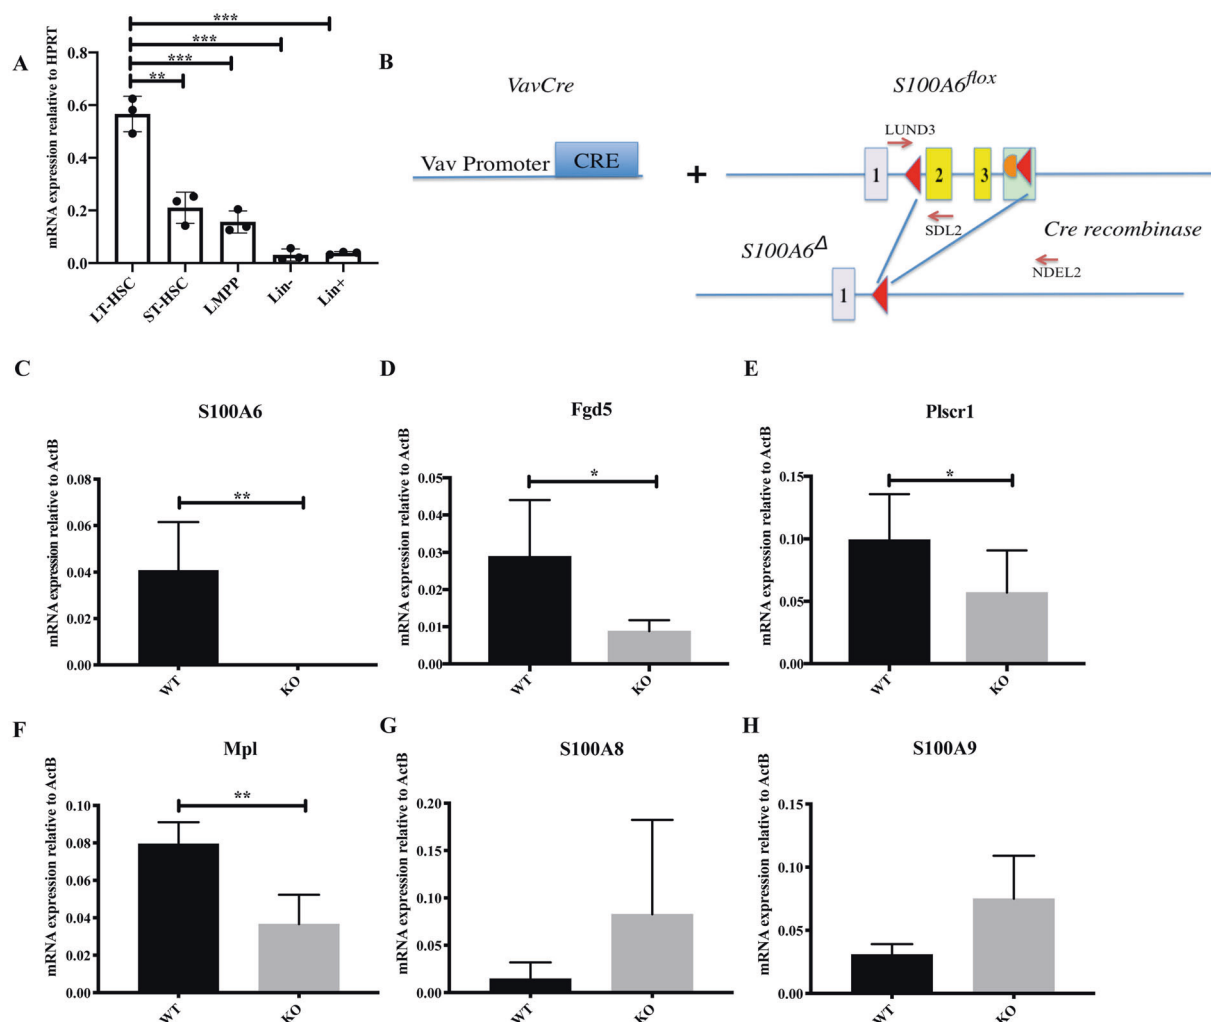 A
mRNA expression realative to HPRT
0.8
0.6
0.4
0.2
0.0
***
***
***
**
LT-HSC
ST-HSC
LMPP
Lin-
Lin+
B
VavCre
S100A6flox
Vav Promoter
CRE
+
LUND3
1
2
3
SDL2
Cre recombinase
S100A6Δ
NDEL2
1
C
S100A6
mRNA expression relative to ActB
0.08
0.06
0.04
0.02
0.00
**
WT
KO
D
Fgd5
mRNA expression relative to ActB
0.05
0.04
0.03
0.02
0.01
0.00
*
WT
KO
E
Plscr1
mRNA expression relative to ActB
0.15
0.10
0.05
0.00
*
WT
KO
F
Mpl
mRNA expression relative to ActB
0.10
0.08
0.06
0.04
0.02
0.00
**
WT
KO
G
S100A8
mRNA expression relative to ActB
0.20
0.15
0.10
0.05
0.00
WT
KO
H
S100A9
mRNA expression relative to ActB
0.15
0.10
0.05
0.00
WT
KO